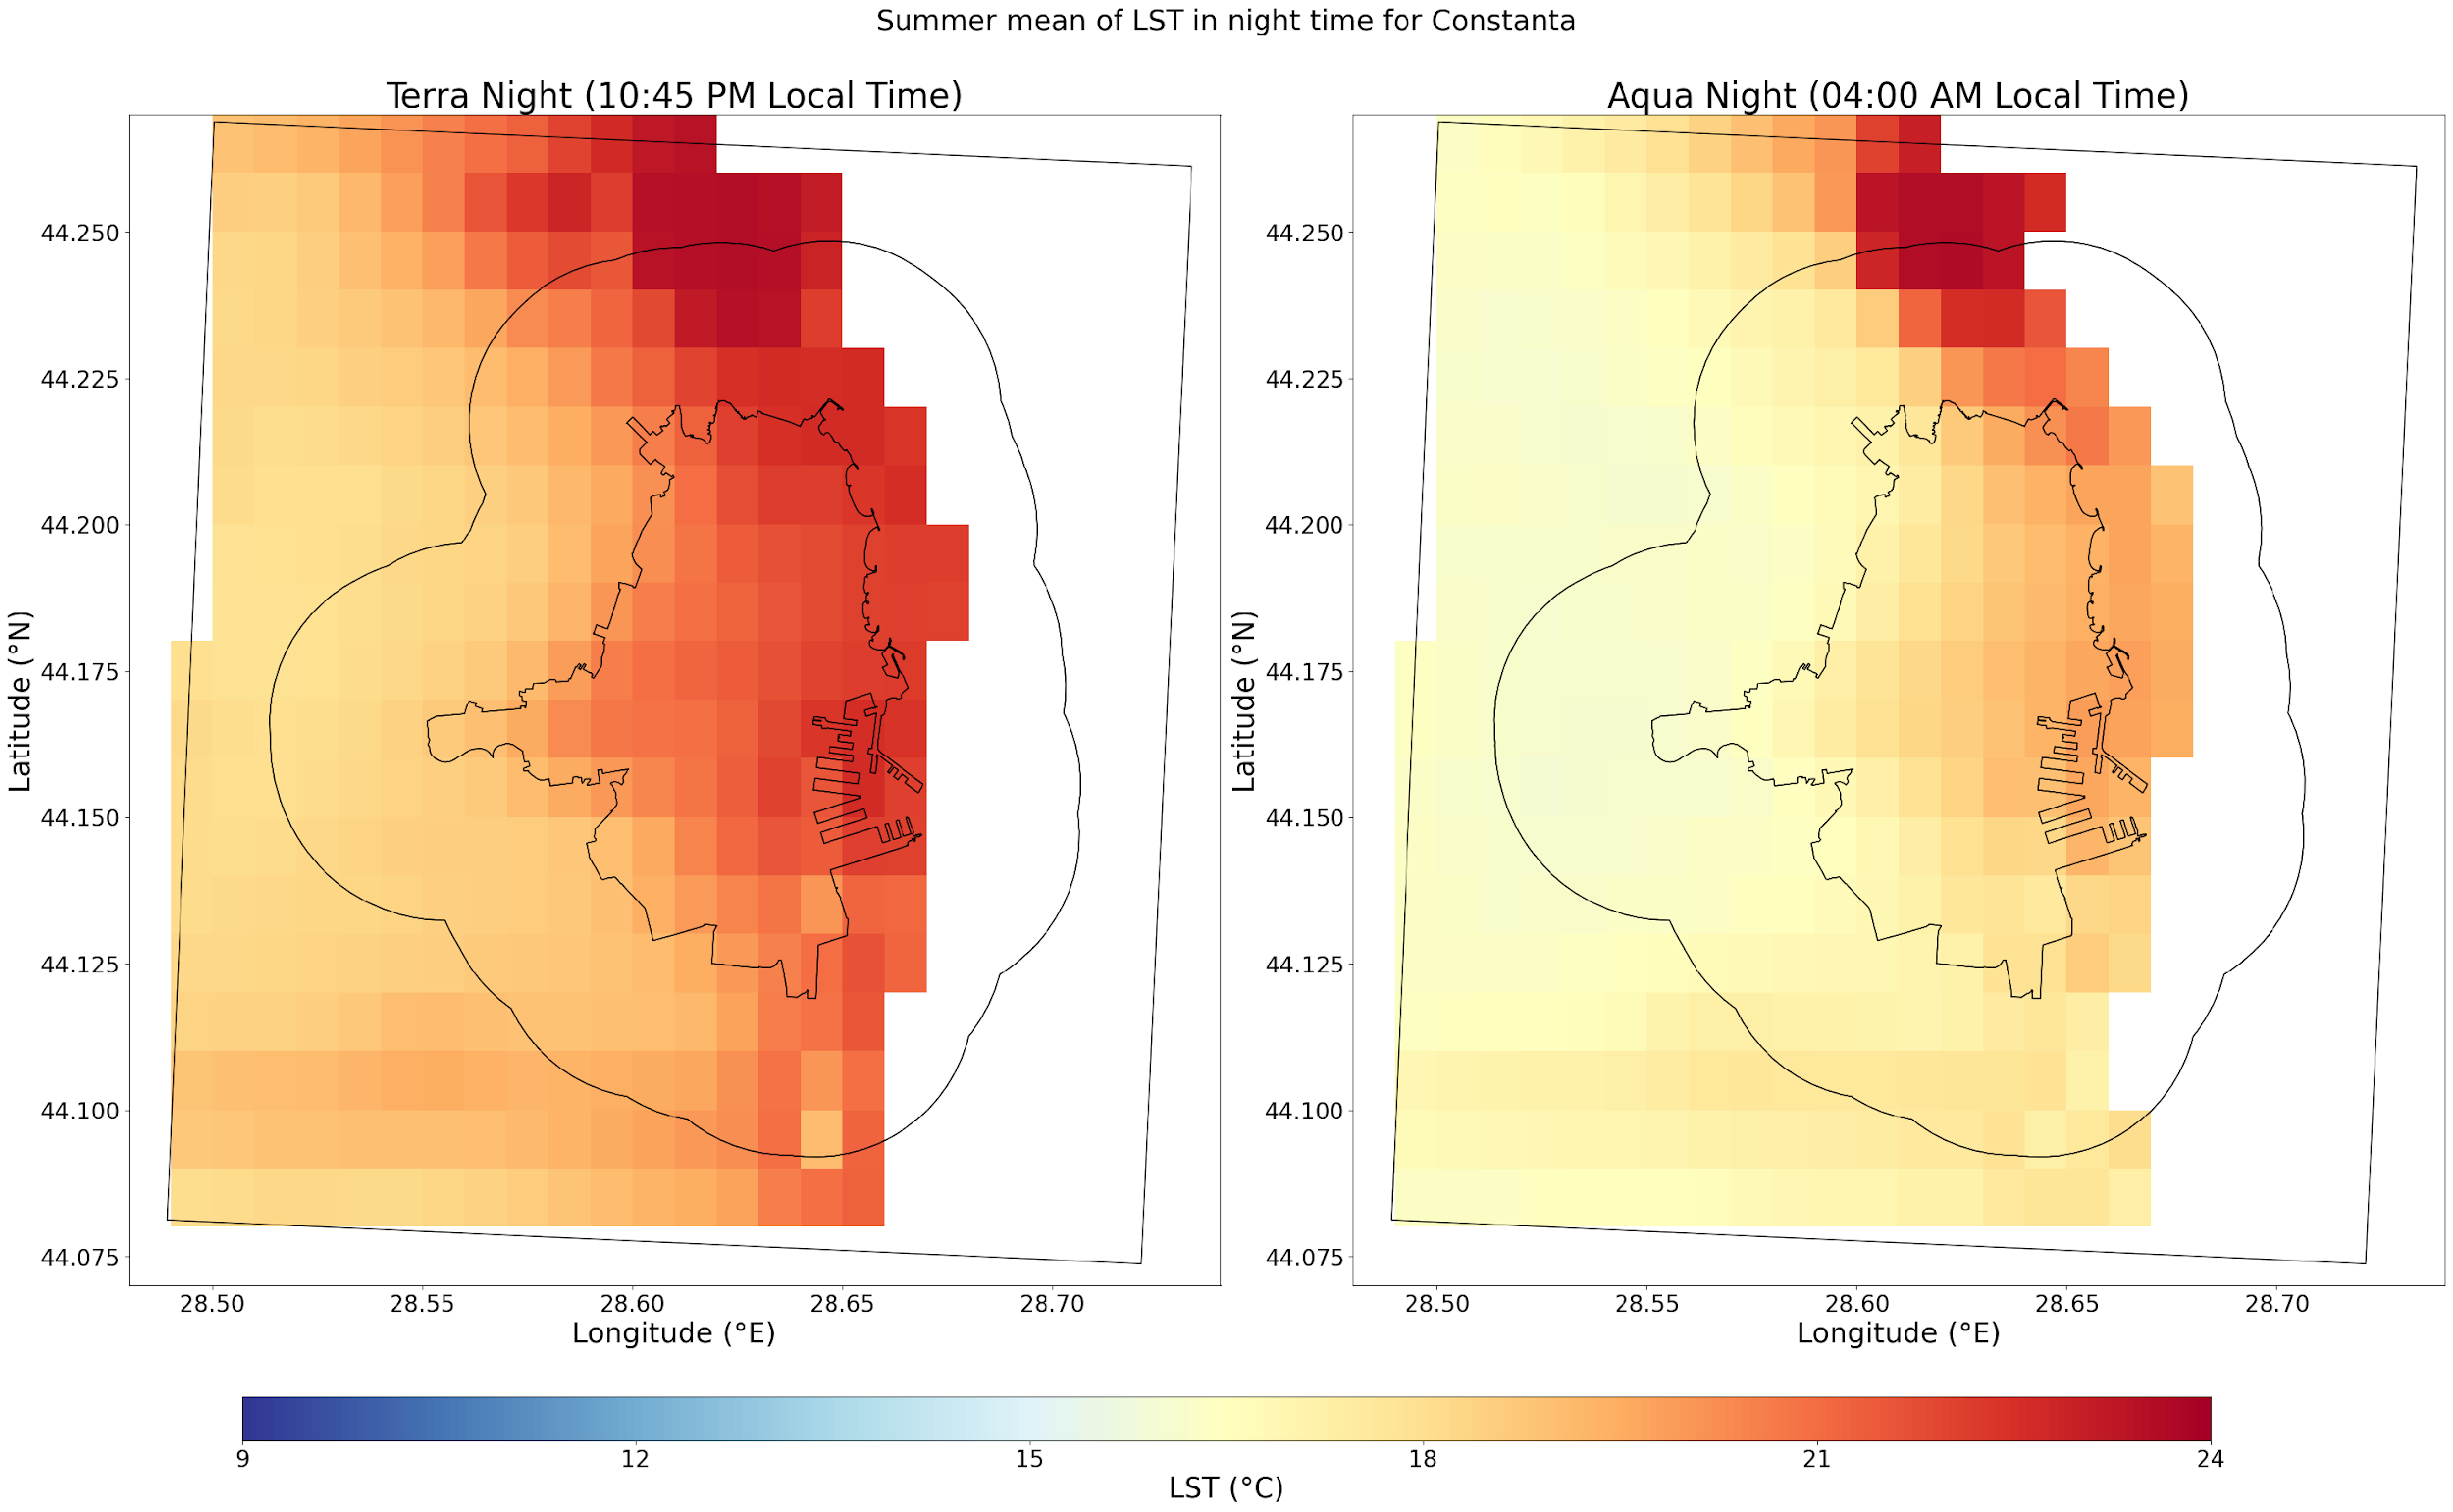 Summer mean of LST in night time for Constanta
Terra Night (10:45 PM Local Time)
Aqua Night (04:00 AM Local Time)
Latitude (°N)
44.250
44.225
44.200
44.175
44.150
44.125
44.100
44.075
28.50 28.55 28.60 28.65 28.70
Longitude (°E)
Latitude (°N)
44.250
44.225
44.200
44.175
44.150
44.125
44.100
44.075
28.50 28.55 28.60 28.65 28.70
Longitude (°E)
9 12 15 18 21 24
LST (°C)